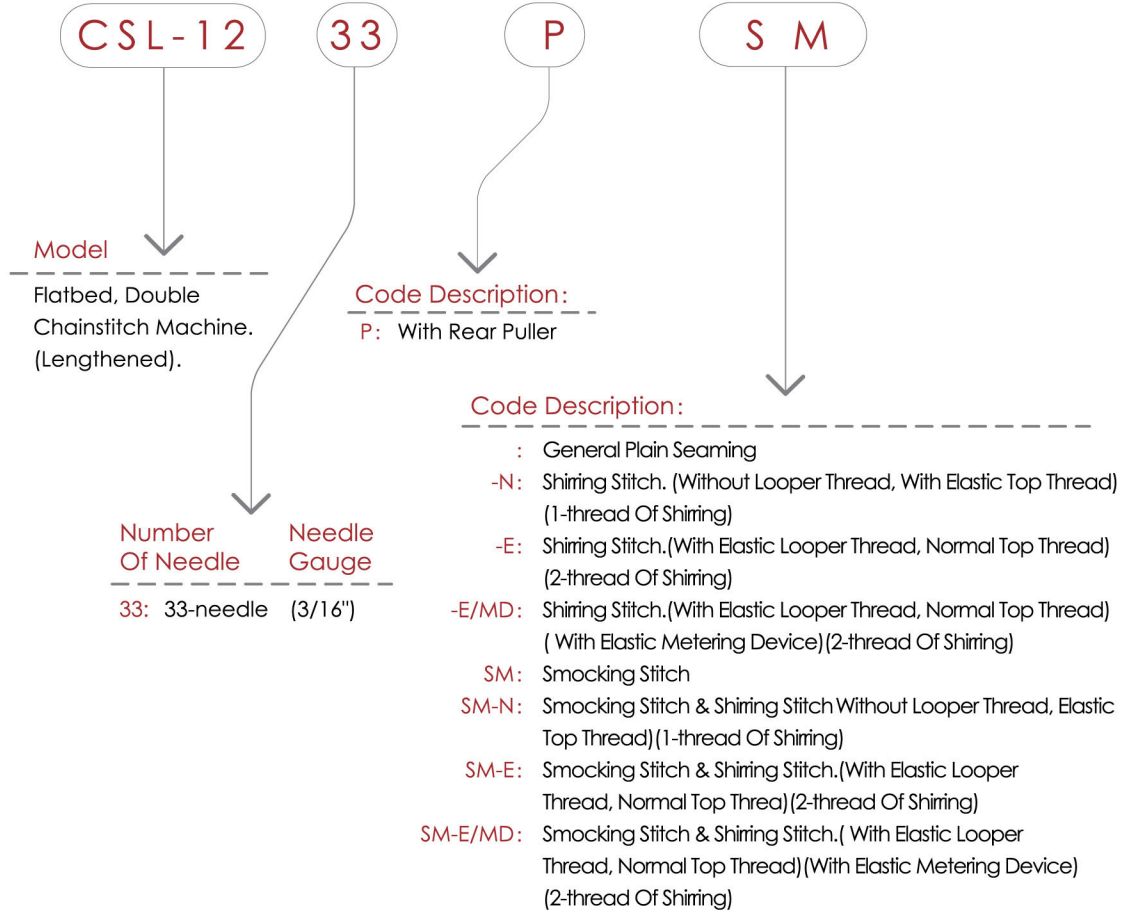 CSL-12 33 P S M
Model
Flatbed, Double
Chainstitch Machine.
(Lengthened).
Code Description:
P: With Rear Puller
Number Of Needle
Needle Gauge
33: 33-needle (3/16")
Code Description:
: General Plain Seaming
-N: Shirring Stitch. (Without Looper Thread, With Elastic Top Thread)
(1-thread Of Shirring)
-E: Shirring Stitch.(With Elastic Looper Thread, Normal Top Thread)
(2-thread Of Shirring)
-E/MD: Shirring Stitch.(With Elastic Looper Thread, Normal Top Thread)
( With Elastic Metering Device)(2-thread Of Shirring)
SM: Smocking Stitch
SM-N: Smocking Stitch & Shirring Stitch Without Looper Thread, Elastic
Top Thread)(1-thread Of Shirring)
SM-E: Smocking Stitch & Shirring Stitch.(With Elastic Looper
Thread, Normal Top Threa)(2-thread Of Shirring)
SM-E/MD: Smocking Stitch & Shirring Stitch.( With Elastic Looper
Thread, Normal Top Thread)(With Elastic Metering Device)
(2-thread Of Shirring)